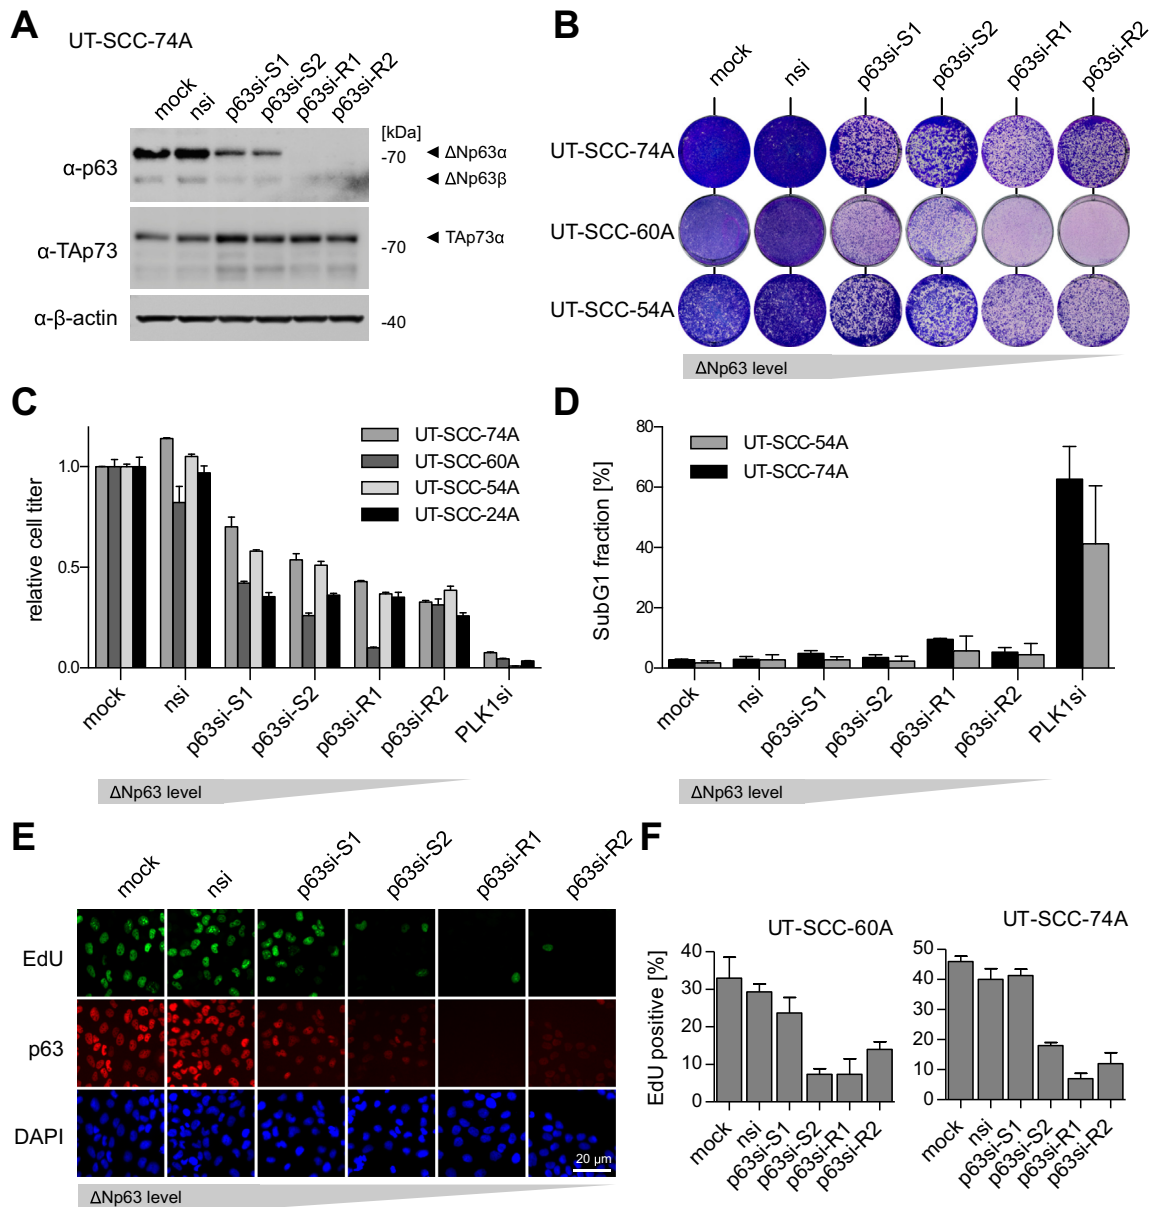 A
UT-SCC-74A
mock
nsi
p63si-S1
p63si-S2
p63si-R1
p63si-R2
[kDa]
α-p63
-70
◄ ΔNp63α
◄ ΔNp63β
α-TAp73
-70
◄ TAp73α
α-β-actin
-40
B
mock
nsi
p63si-S1
p63si-S2
p63si-R1
p63si-R2
UT-SCC-74A
UT-SCC-60A
UT-SCC-54A
ΔNp63 level
C
relative cell titer
1.0
0.5
0.0
UT-SCC-74A
UT-SCC-60A
UT-SCC-54A
UT-SCC-24A
mock
nsi
p63si-S1
p63si-S2
p63si-R1
p63si-R2
PLK1si
ΔNp63 level
D
SubG1 fraction [%]
80
60
40
20
0
UT-SCC-54A
UT-SCC-74A
mock
nsi
p63si-S1
p63si-S2
p63si-R1
p63si-R2
PLK1si
ΔNp63 level
E
mock
nsi
p63si-S1
p63si-S2
p63si-R1
p63si-R2
EdU
p63
DAPI
20 µm
ΔNp63 level
F
UT-SCC-60A
EdU positive [%]
40
30
20
10
0
mock
nsi
p63si-S1
p63si-S2
p63si-R1
p63si-R2
UT-SCC-74A
50
40
30
20
10
0
mock
nsi
p63si-S1
p63si-S2
p63si-R1
p63si-R2